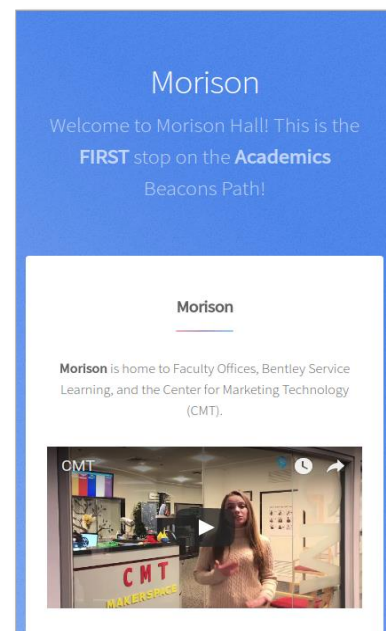 Morison
Welcome to Morison Hall! This is the
FIRST stop on the Academics
Beacons Path!
Morison
Morison is home to Faculty Offices, Bentley Service
Learning, and the Center for Marketing Technology
(CMT).
CMT
CMT
MAKERSPACE